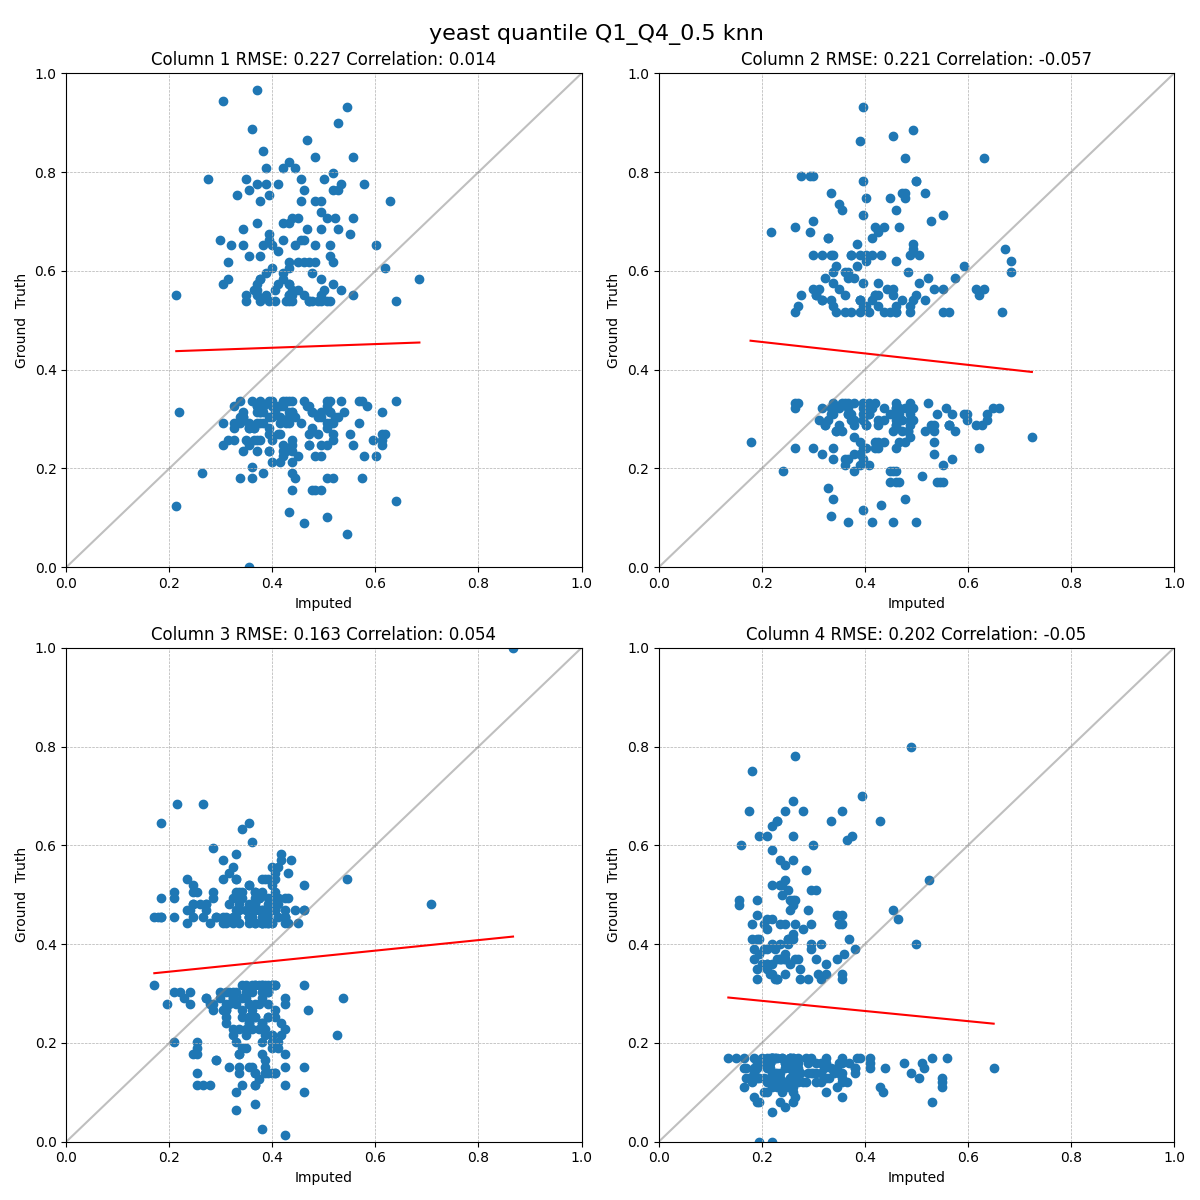 yeast quantile Q1_Q4_0.5 knn
Column 1 RMSE: 0.227 Correlation: 0.014
Column 2 RMSE: 0.221 Correlation: -0.057
1.0
0.8
0.6
0.4
0.2
0.0
Ground Truth
0.0 0.2 0.4 0.6 0.8 1.0
Imputed
1.0
0.8
0.6
0.4
0.2
0.0
Ground Truth
0.0 0.2 0.4 0.6 0.8 1.0
Imputed
Column 3 RMSE: 0.163 Correlation: 0.054
Column 4 RMSE: 0.202 Correlation: -0.05
1.0
0.8
0.6
0.4
0.2
0.0
Ground Truth
0.0 0.2 0.4 0.6 0.8 1.0
Imputed
1.0
0.8
0.6
0.4
0.2
0.0
Ground Truth
0.0 0.2 0.4 0.6 0.8 1.0
Imputed